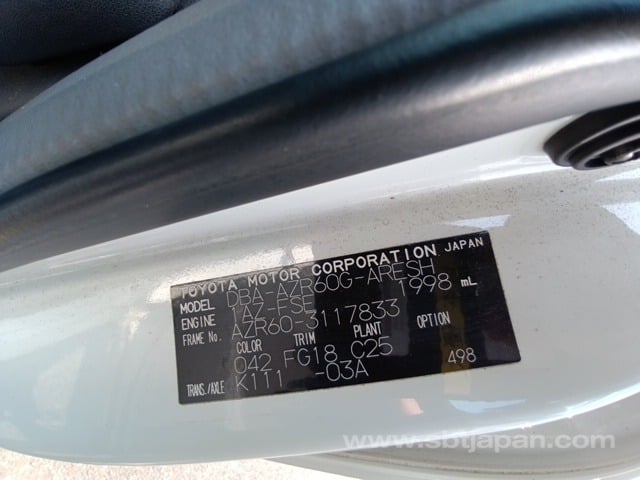 TOYOTA MOTOR CORPORATION JAPAN
MODEL DBA-AZR60G-ARESH
ENGINE 1AZ-FSE 1998 mL
FRAME No. AZR60-3117833
COLOR TRIM PLANT OPTION
042 FG18 C25
TRANS./AXLE K111 -03A 498
www.sbtjapan.com